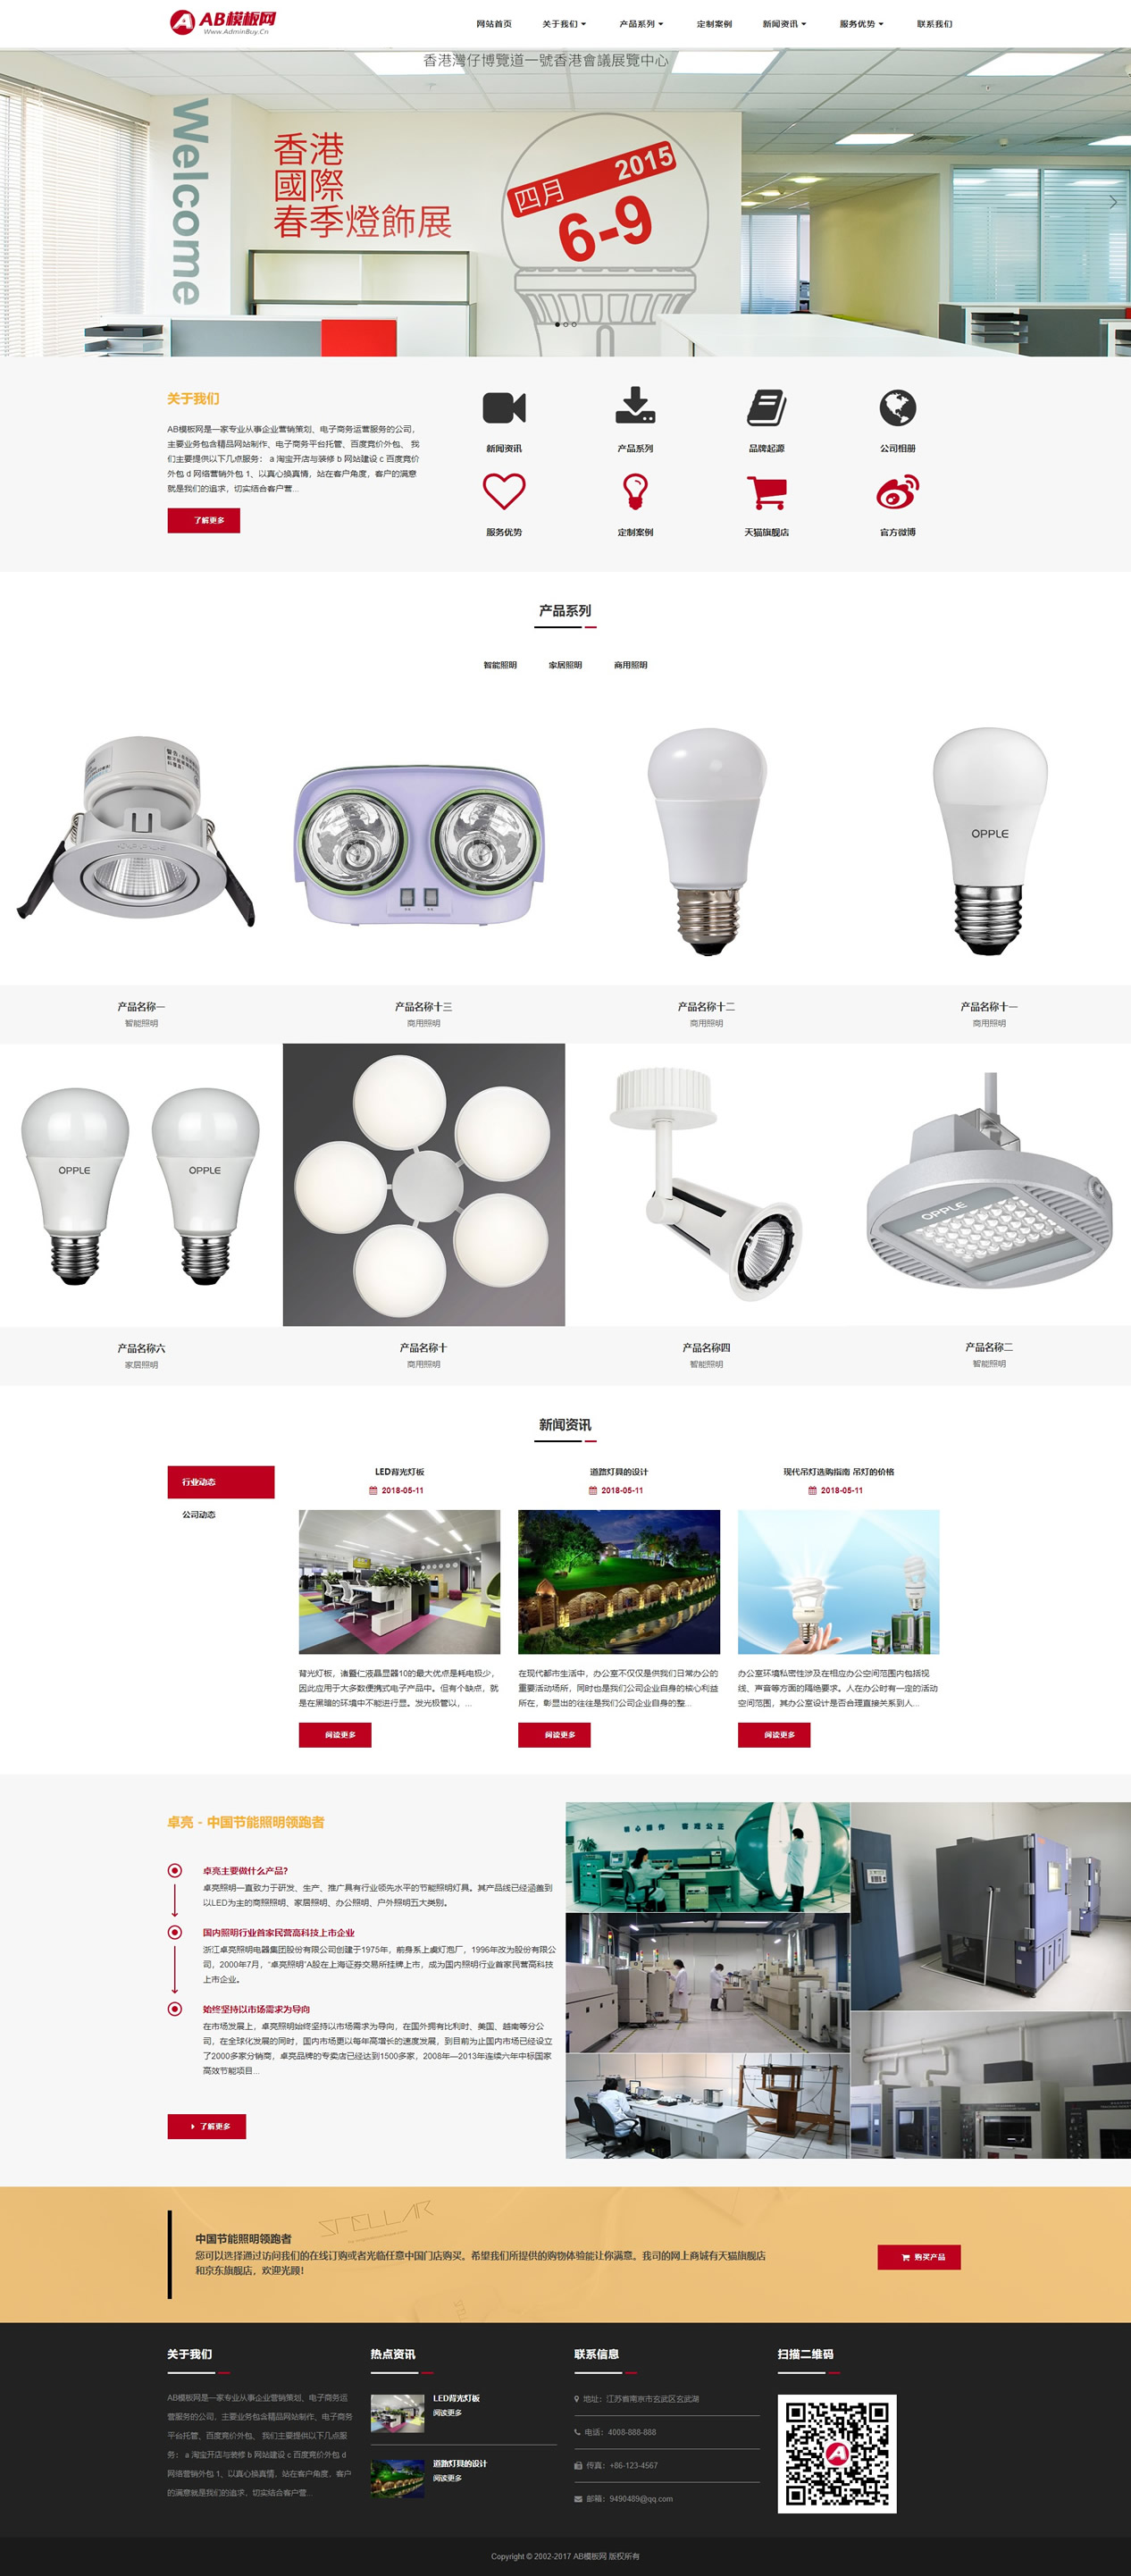 AB模板网
Www.AdminBuy.Cn
网站首页 关于我们 产品系列 定制案例 新闻资讯 服务优势 联系我们
香港灣仔博覽道一號香港會議展覽中心
Welcome
香港
國際
春季燈飾展
四月 2015
6-9
关于我们
AB模板网是一家专业从事企业营销策划、电子商务运营服务的公司，
主要业务包含精品网站制作、电子商务平台托管、百度竞价外包、 我
们主要提供以下几点服务： a 淘宝开店与装修 b 网站建设 c 百度竞价
外包 d 网络营销外包 1、以真心换真情，站在客户角度，客户的满意
就是我们的追求，切实结合客户营...
了解更多
新闻资讯 产品系列 品牌起源 公司相册
服务优势 定制案例 天猫旗舰店 官方微博
产品系列
智能照明 家居照明 商用照明
OPPLE
产品名称一 产品名称十三 产品名称十二 产品名称十一
智能照明 商用照明 商用照明 商用照明
OPPLE OPPLE OPPLE
产品名称六 产品名称十 产品名称四 产品名称二
家居照明 商用照明 智能照明 智能照明
新闻资讯
行业动态
公司动态
LED背光灯板
2018-05-11
背光灯板，诸暨仁液晶显器10的最大优点是耗电极少，
因此应用于大多数便携式电子产品中。但有个缺点，就
是在黑暗的环境中不能进行显。发光极管以，...
阅读更多
道路灯具的设计
2018-05-11
在现代都市生活中，办公室不仅仅是供我们日常办公的
重要活动场所，同时也是我们公司企业自身的核心利益
所在，彰显出的往往是我们公司企业自身的整...
阅读更多
现代吊灯选购指南 吊灯的价格
2018-05-11
办公室环境私密性涉及在相应办公空间范围内包括视
线、声音等方面的隔绝要求。人在办公时有一定的活动
空间范围，其办公室设计是否合理直接关系到人...
阅读更多
卓亮 - 中国节能照明领跑者
卓亮主要做什么产品?
卓亮照明一直致力于研发、生产、推广具有行业领先水平的节能照明灯具。其产品线已经涵盖到
以LED为主的商照照明、家居照明、办公照明、户外照明五大类别。
国内照明行业首家民营高科技上市企业
浙江卓亮照明电器集团股份有限公司创建于1975年，前身系上虞灯泡厂，1996年改为股份有限公
司，2000年7月，“卓亮照明”A股在上海证券交易所挂牌上市，成为国内照明行业首家民营高科技
上市企业。
始终坚持以市场需求为导向
在市场发展上，卓亮照明始终坚持以市场需求为导向，在国外拥有比利时、美国、越南等分公
司，在全球化发展的同时，国内市场更以每年高增长的速度发展，到目前为止国内市场已经设立
了2000多家分销商，卓亮品牌的专卖店已经达到1500多家，2008年—2013年连续六年中标国家
高效节能项目...
了解更多
STELLAR
中国节能照明领跑者
您可以选择通过访问我们的在线订购或者光临任意中国门店购买。希望我们所提供的购物体验能让你满意。我司的网上商城有天猫旗舰店
和京东旗舰店，欢迎光顾！
购买产品
关于我们
AB模板网是一家专业从事企业营销策划、电子商务运
营服务的公司，主要业务包含精品网站制作、电子商务
平台托管、百度竞价外包、 我们主要提供以下几点服
务： a 淘宝开店与装修 b 网站建设 c 百度竞价外包 d
网络营销外包 1、以真心换真情，站在客户角度，客户
的满意就是我们的追求，切实结合客户营...
热点资讯
LED背光灯板
阅读更多
道路灯具的设计
阅读更多
联系信息
地址：江苏省南京市玄武区玄武湖
电话：4008-888-888
传真：+86-123-4567
邮箱：9490489@qq.com
扫描二维码
Copyright © 2002-2017 AB模板网 版权所有